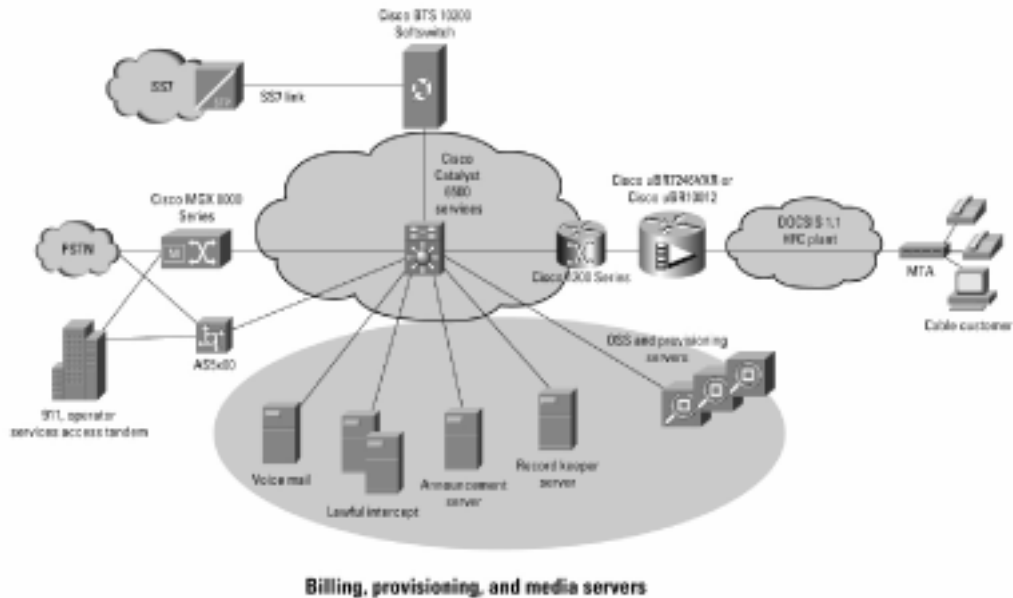 Cisco BTS 10200
Softswitch
SS7
STP
SS7 link
Cisco
Catalyst
6500
services
Cisco MGX 8000
Series
PSTN
Cisco uBR7246VXR or
Cisco uBR10012
DOCSIS 1.1
HFC plant
MTA
Cable customer
Series
AS5x00
911, operator
services access tandem
OSS and provisioning
servers
Voice mail
Lawful intercept
Announcement
server
Record keeper
server
Billing, provisioning, and media servers